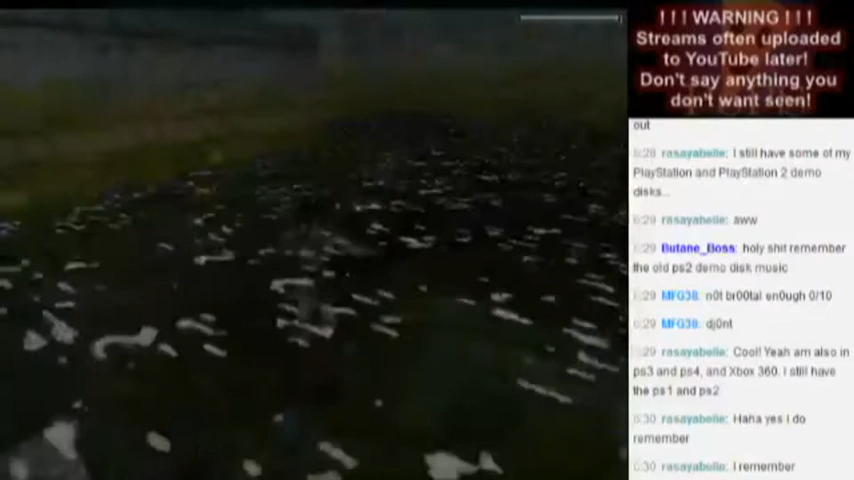 ! ! ! WARNING ! ! !
Streams often uploaded
to YouTube later!
Don't say anything you
don't want seen!
out
6:29 rasayabelle: I still have some of my
PlayStation and PlayStation 2 demo
disks...
6:29 rasayabelle: aww
6:29 Butane_Boss: holy shit remember
the old ps2 demo disk music
6:29 MFG38: n0t br00tal en0ugh 0/10
6:29 MFG38: dj0nt
6:29 rasayabelle: Cool! Yeah am also in
ps3 and ps4, and Xbox 360. I still have
the ps1 and ps2
6:30 rasayabelle: Haha yes I do
remember
6:30 rasayabelle: I remember